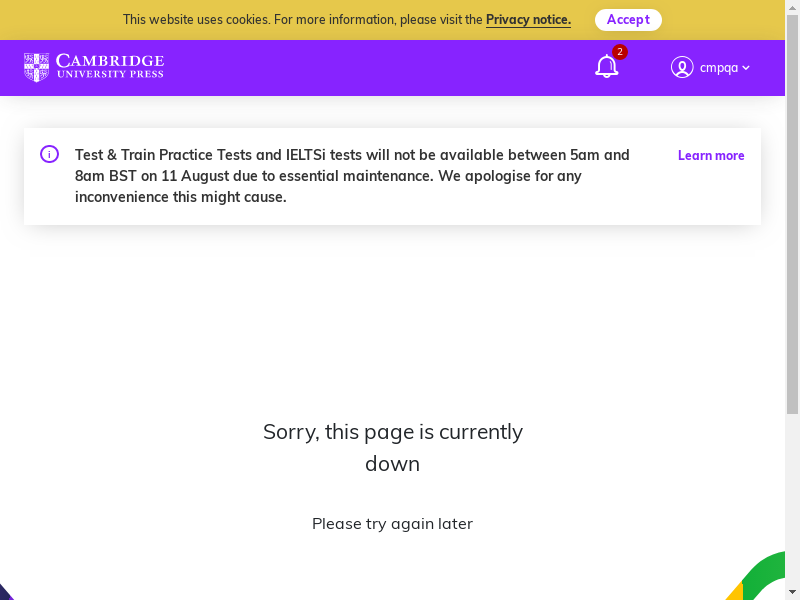 This website uses cookies. For more information, please visit the Privacy notice. Accept
CAMBRIDGE
UNIVERSITY PRESS
2
cmpqa
Test & Train Practice Tests and IELTSi tests will not be available between 5am and
8am BST on 11 August due to essential maintenance. We apologise for any
inconvenience this might cause.
Learn more
Sorry, this page is currently
down
Please try again later